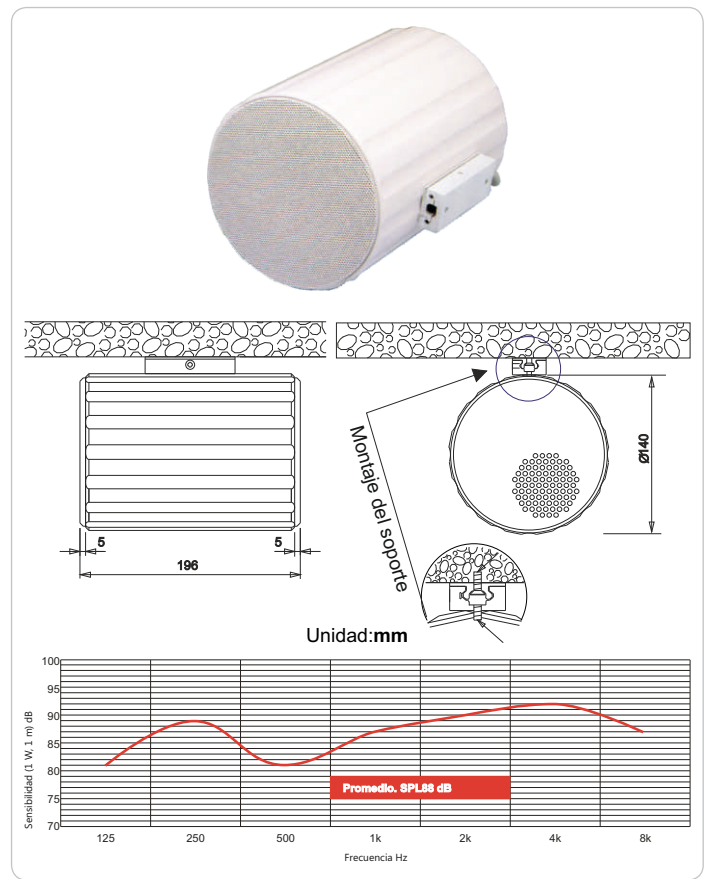 Montaje del soporte
Ø140
5
5
196
Unidad:mm
100
95
90
85
80
75
70
Sensibilidad (1 W, 1 m) dB
Promedio. SPL88 dB
125
250
500
1k
2k
4k
8k
Frecuencia Hz